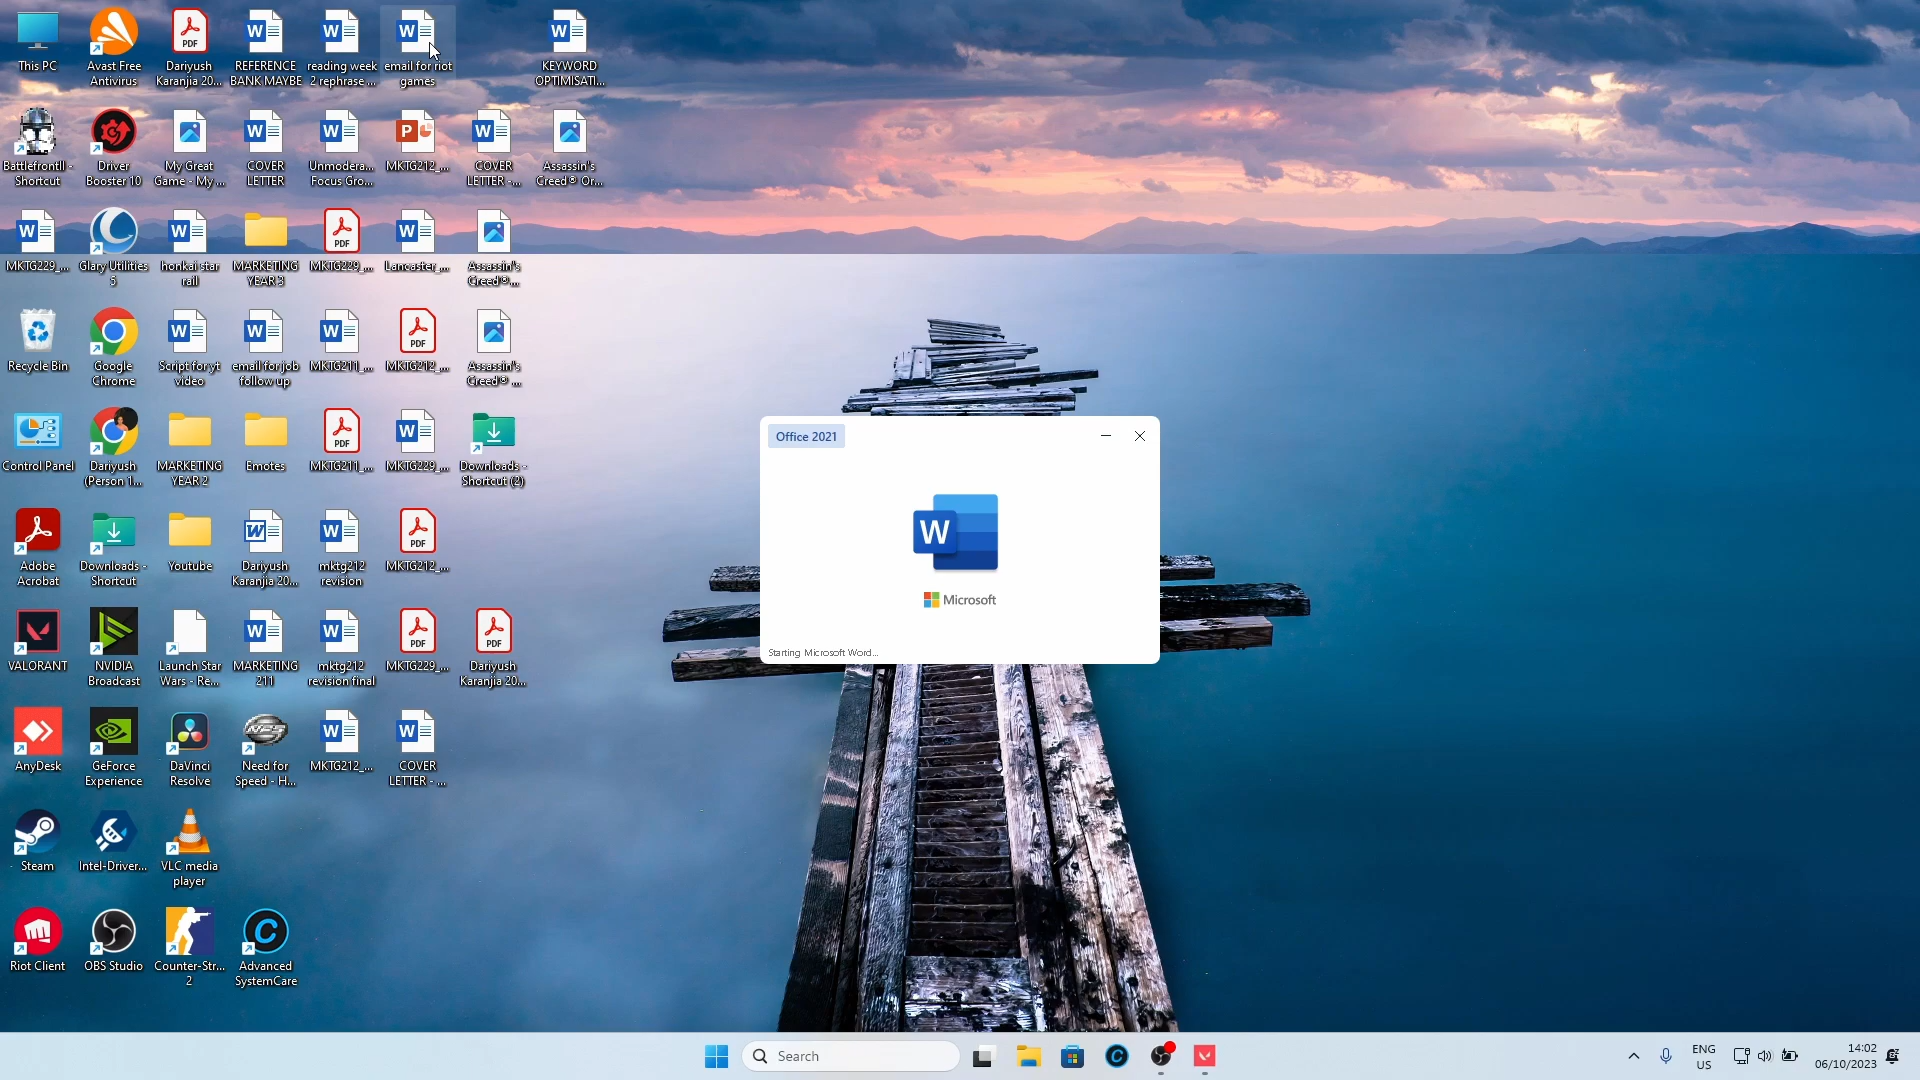 This PC
Avast Free
Antivirus
Dariyush
Karanjia 20...
REFERENCE
BANK MAYBE
reading week
2 rephrase ...
email for riot
games
KEYWORD
OPTIMISATI...
BattlefrontII -
Shortcut
Driver
Booster 10
My Great
Game - My ...
COVER
LETTER
Unmodera...
Focus Gro...
MKTG212_...
COVER
LETTER -...
Assassin's
Creed® Or...
MKTG229_...
Glary Utilities
5
honkai star
rail
MARKETING
YEAR 3
MKTG229_...
Lancaster_...
Assassin's
Creed®...
Recycle Bin
Google
Chrome
Script for yt
video
email for job
follow up
MKTG211_...
MKTG212_...
Assassin's
Creed® ...
Control Panel
Dariyush
(Person 1...
MARKETING
YEAR 2
Emotes
MKTG211_...
MKTG229_...
Downloads -
Shortcut (2)
Adobe
Acrobat
Downloads -
Shortcut
Youtube
Dariyush
Karanjia 20...
mktg212
revision
MKTG212_...
VALORANT
NVIDIA
Broadcast
Launch Star
Wars - Re...
MARKETING
211
mktg212
revision final
MKTG229_...
Dariyush
Karanjia 20...
AnyDesk
GeForce
Experience
DaVinci
Resolve
Need for
Speed - H...
MKTG212_...
COVER
LETTER - ...
Steam
Intel-Driver...
VLC media
player
Riot Client
OBS Studio
Counter-Str...
2
Advanced
SystemCare
Office 2021
W
Microsoft
Starting Microsoft Word...
Search
ENG
US
14:02
06/10/2023